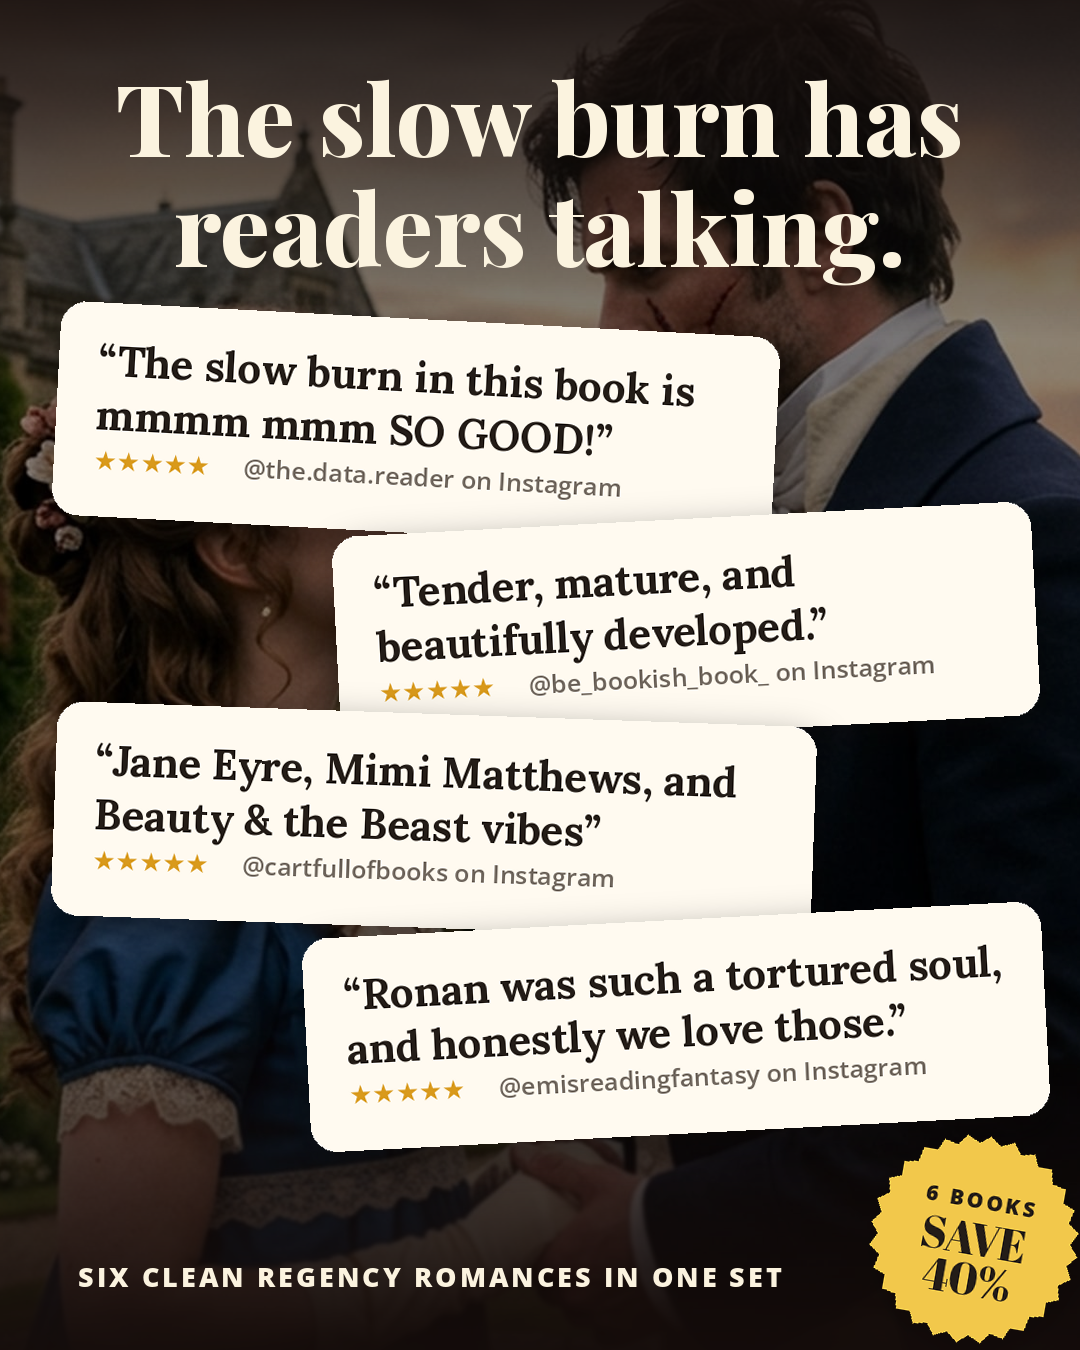 The slow burn has
readers talking.
“The slow burn in this book is
mmmm mmm SO GOOD!”
★★★★★ @the.data.reader on Instagram
“Tender, mature, and
beautifully developed.”
★★★★★ @be_bookish_book_ on Instagram
“Jane Eyre, Mimi Matthews, and
Beauty & the Beast vibes”
★★★★★ @cartfullofbooks on Instagram
“Ronan was such a tortured soul,
and honestly we love those.”
★★★★★ @emisreadingfantasy on Instagram
6 BOOKS
SAVE
40%
SIX CLEAN REGENCY ROMANCES IN ONE SET